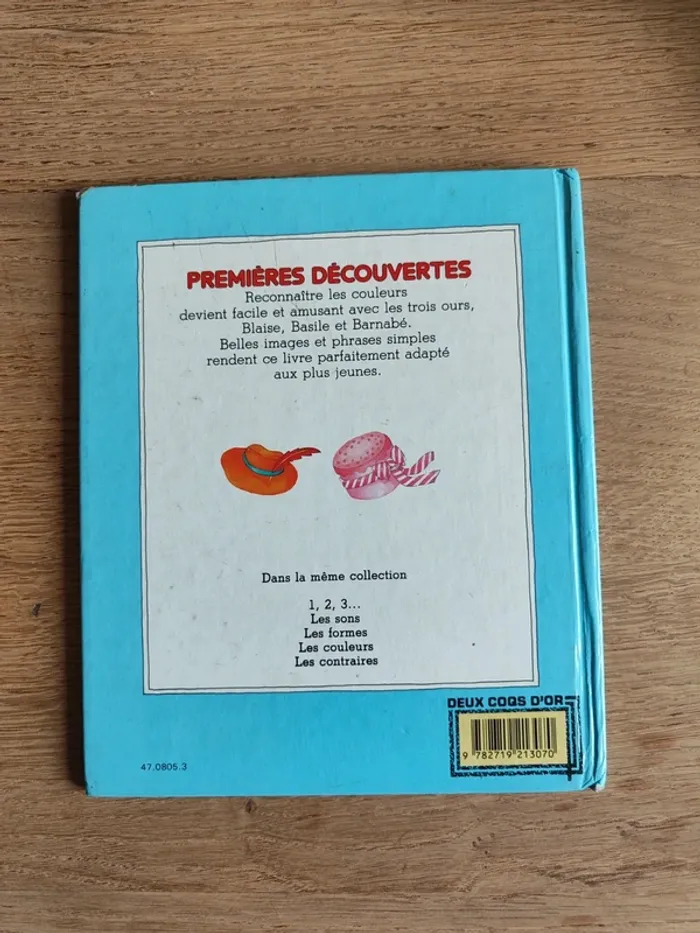 PREMIÈRES DÉCOUVERTES
Reconnaître les couleurs
devient facile et amusant avec les trois ours,
Blaise, Basile et Barnabé.
Belles images et phrases simples
rendent ce livre parfaitement adapté
aux plus jeunes.
Dans la même collection
1, 2, 3...
Les sons
Les formes
Les couleurs
Les contraires
DEUX COQS D'OR
9 782719 213070
47.0805.3